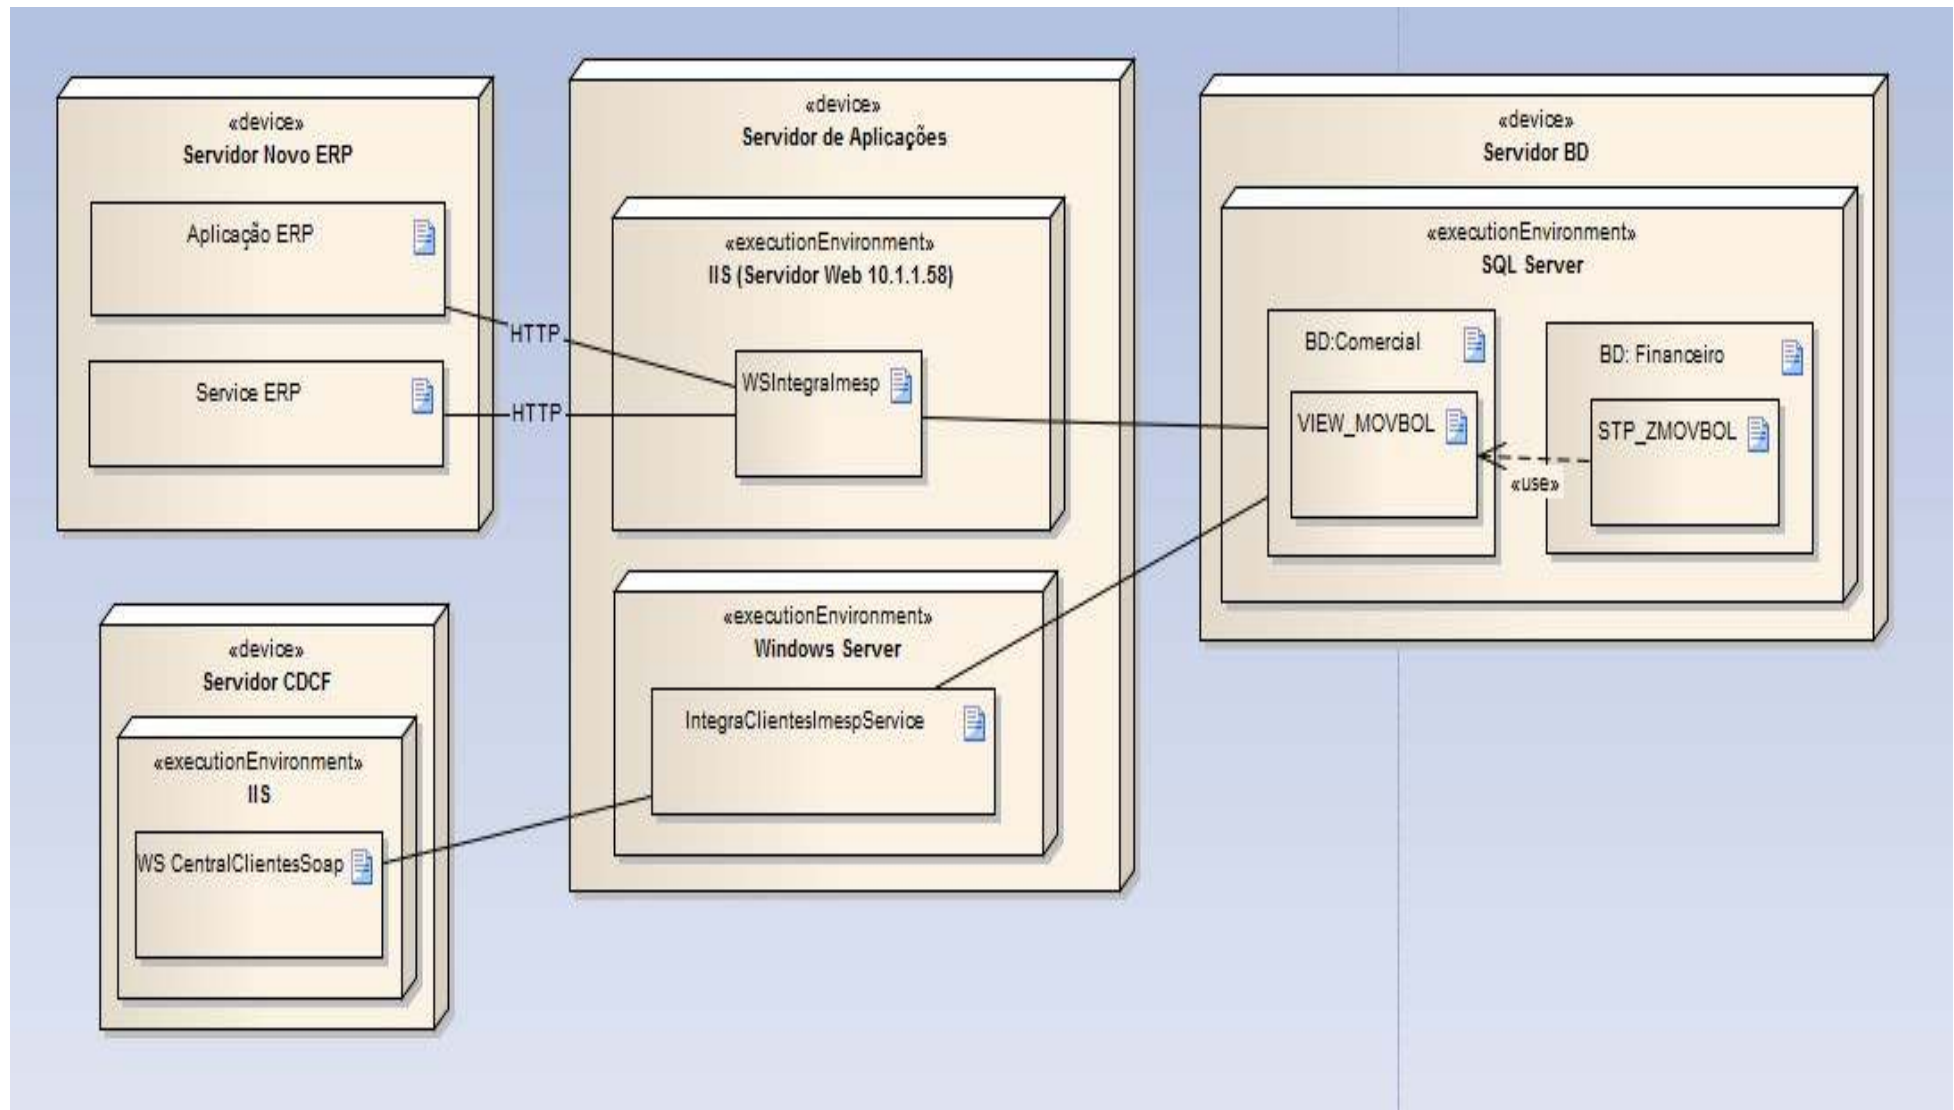 «device»
Servidor Novo ERP
Aplicação ERP
Service ERP
HTTP
HTTP
«device»
Servidor de Aplicações
«executionEnvironment»
IIS (Servidor Web 10.1.1.58)
WSIntegraImesp
«executionEnvironment»
Windows Server
IntegraClientesImespService
«device»
Servidor BD
«executionEnvironment»
SQL Server
BD:Comercial
VIEW_MOVBOL
BD: Financeiro
STP_ZMOVBOL
«use»
«device»
Servidor CDCF
«executionEnvironment»
IIS
WS CentralClientesSoap